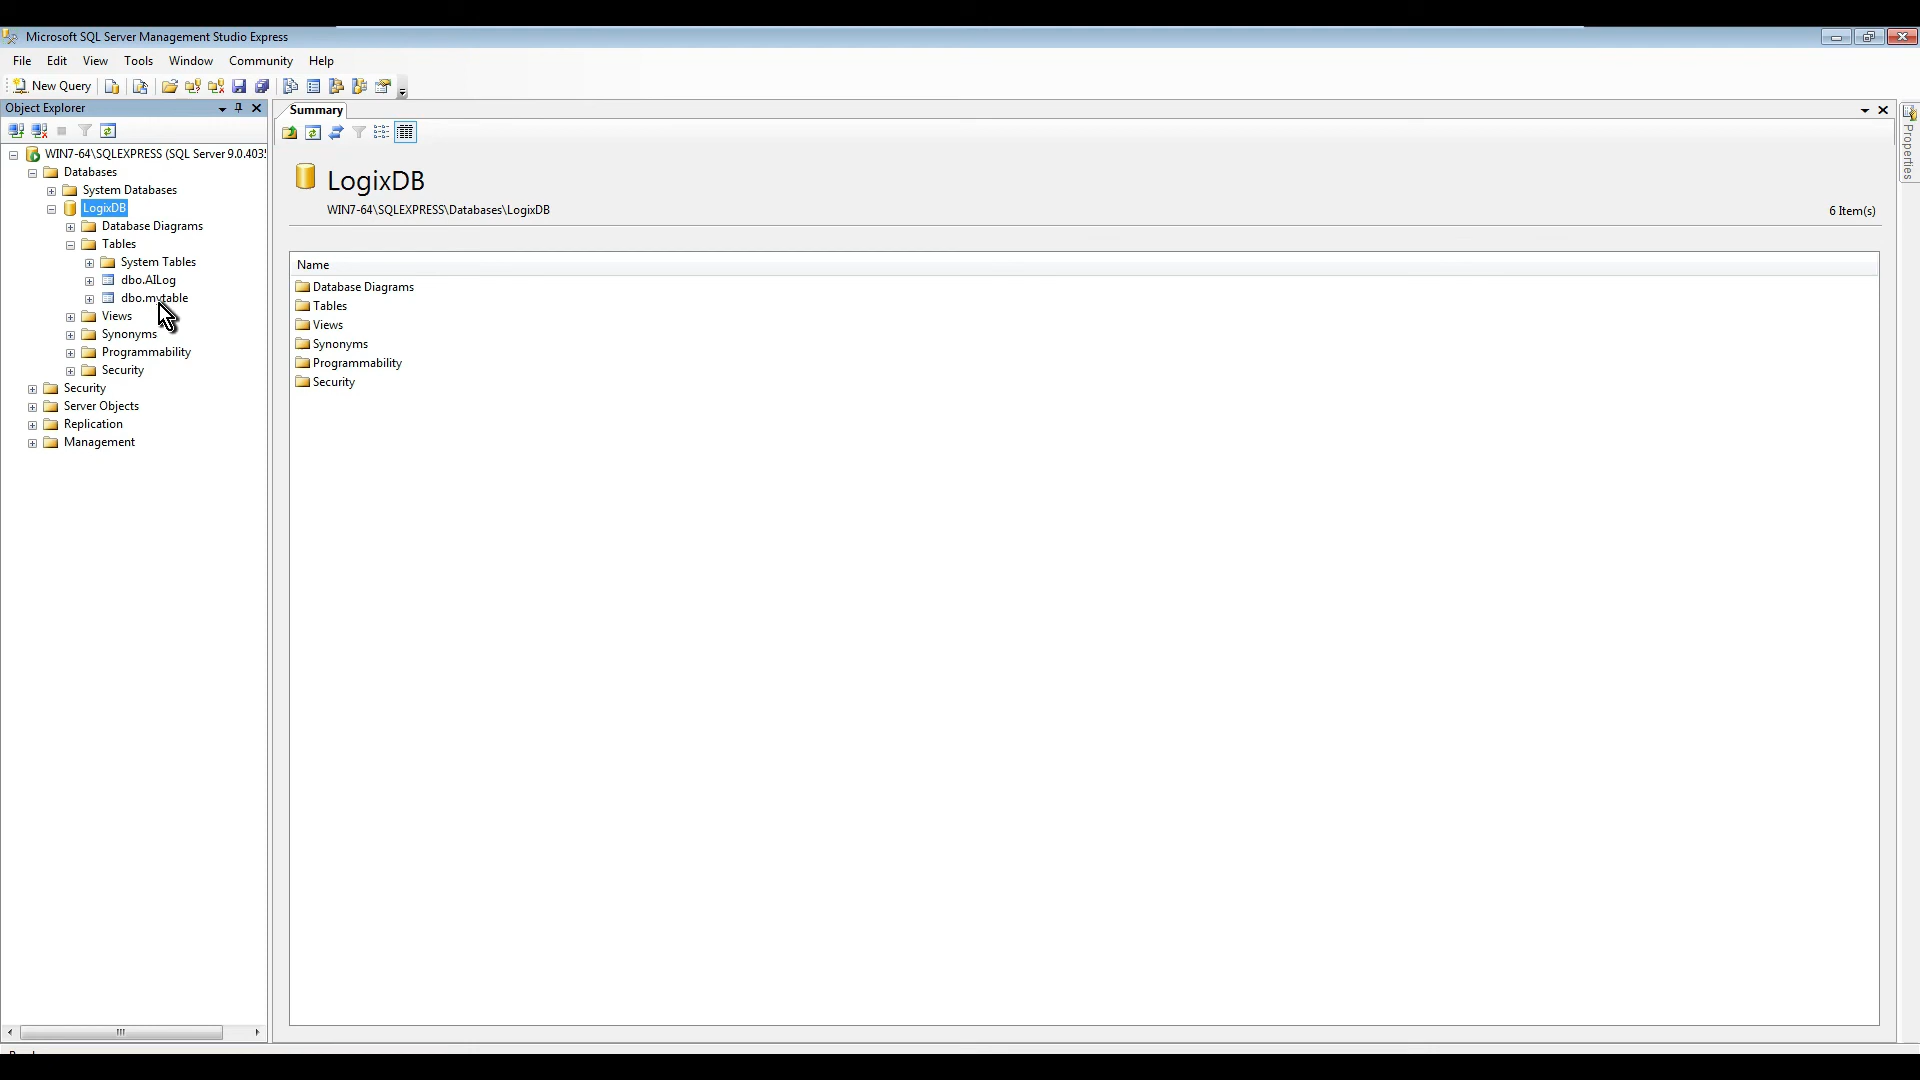 Microsoft SQL Server Management Studio Express
File Edit View Tools Window Community Help
New Query
Object Explorer
WIN7-64\SQLEXPRESS (SQL Server 9.0.403
Databases
System Databases
LogixDB
Database Diagrams
Tables
System Tables
dbo.AILog
dbo.mytable
Views
Synonyms
Programmability
Security
Security
Server Objects
Replication
Management
Summary
LogixDB
WIN7-64\SQLEXPRESS\Databases\LogixDB
6 Item(s)
Name
Database Diagrams
Tables
Views
Synonyms
Programmability
Security
Properties